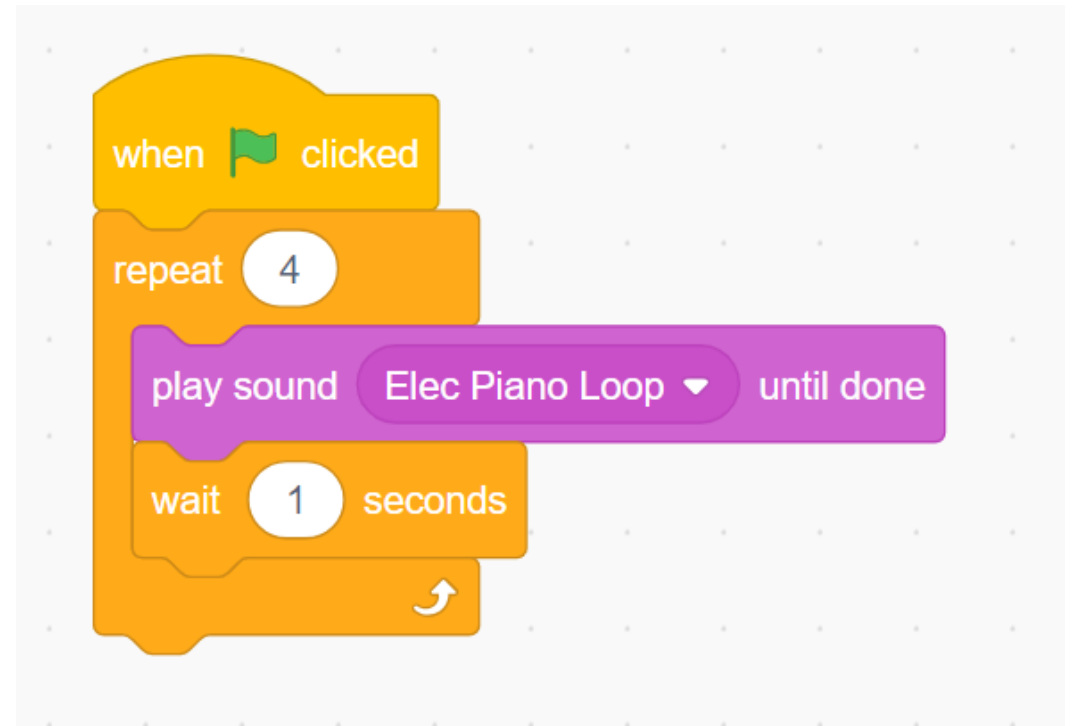 when clicked
repeat 4
play sound Elec Piano Loop until done
wait 1 seconds